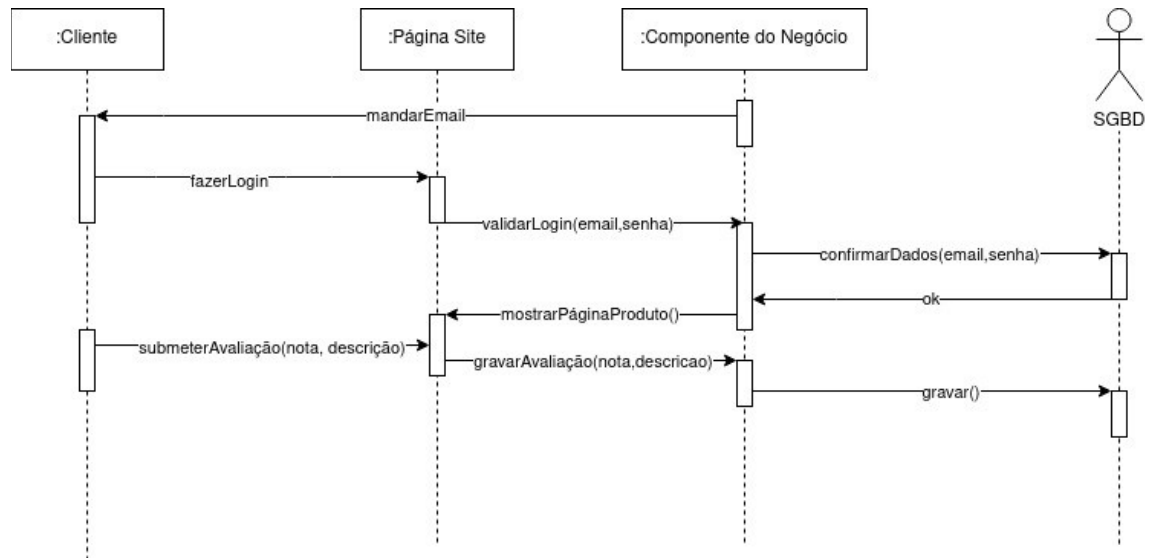 :Cliente
:Página Site
:Componente do Negócio
SGBD
mandarEmail
fazerLogin
validarLogin(email,senha)
confirmarDados(email,senha)
ok
mostrarPáginaProduto()
submeterAvaliação(nota, descrição)
gravarAvaliação(nota,descricao)
gravar()